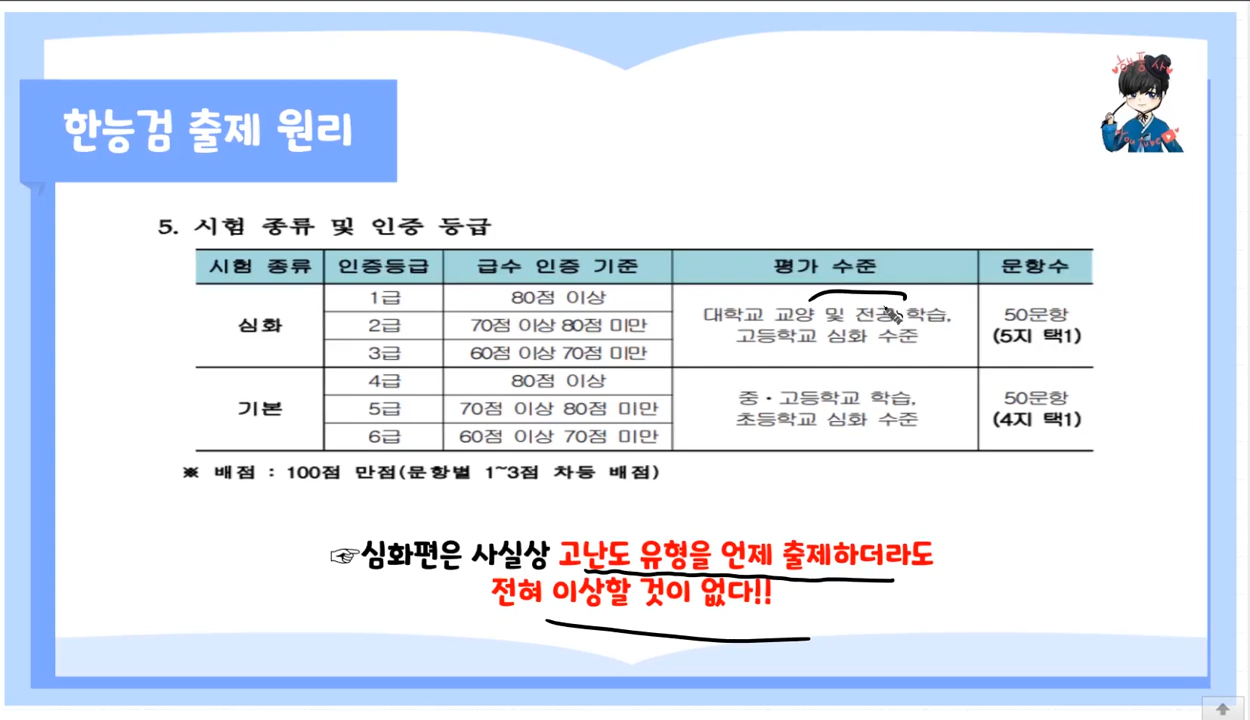 해품사
YouTube
한능검 출제 원리
5. 시험 종류 및 인증 등급
시험 종류 인증등급 급수 인증 기준 평가 수준 문항수
심화
1급 80점 이상
2급 70점 이상 80점 미만
3급 60점 이상 70점 미만
대학교 교양 및 전공 학습,
고등학교 심화 수준
50문항
(5지 택1)
기본
4급 80점 이상
5급 70점 이상 80점 미만
6급 60점 이상 70점 미만
중·고등학교 학습,
초등학교 심화 수준
50문항
(4지 택1)
※ 배점 : 100점 만점(문항별 1~3점 차등 배점)
☞심화편은 사실상 고난도 유형을 언제 출제하더라도
전혀 이상할 것이 없다!!